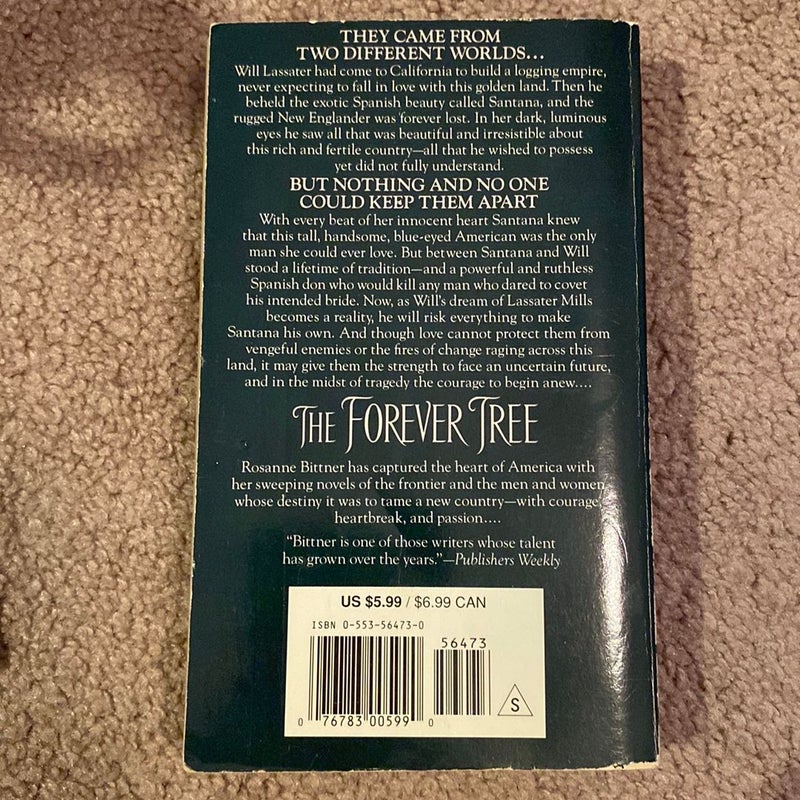 THEY CAME FROM
TWO DIFFERENT WORLDS...
Will Lassater had come to California to build a logging empire,
never expecting to fall in love with this golden land. Then he
beheld the exotic Spanish beauty called Santana, and the
rugged New Englander was forever lost. In her dark, luminous
eyes he saw all that was beautiful and irresistible about
this rich and fertile country—all that he wished to possess
yet did not fully understand.
BUT NOTHING AND NO ONE
COULD KEEP THEM APART
With every beat of her innocent heart Santana knew
that this tall, handsome, blue-eyed American was the only
man she could ever love. But between Santana and Will
stood a lifetime of tradition—and a powerful and ruthless
Spanish don who would kill any man who dared to covet
his intended bride. Now, as Will's dream of Lassater Mills
becomes a reality, he will risk everything to make
Santana his own. And though love cannot protect them from
vengeful enemies or the fires of change raging across this
land, it may give them the strength to face an uncertain future,
and in the midst of tragedy the courage to begin anew....
THE FOREVER TREE
Rosanne Bittner has captured the heart of America with
her sweeping novels of the frontier and the men and women
whose destiny it was to tame a new country—with courage,
heartbreak, and passion....
"Bittner is one of those writers whose talent
has grown over the years."—Publishers Weekly
US $5.99 / $6.99 CAN
ISBN 0-553-56473-0
56473
0 76783 00599 0
S